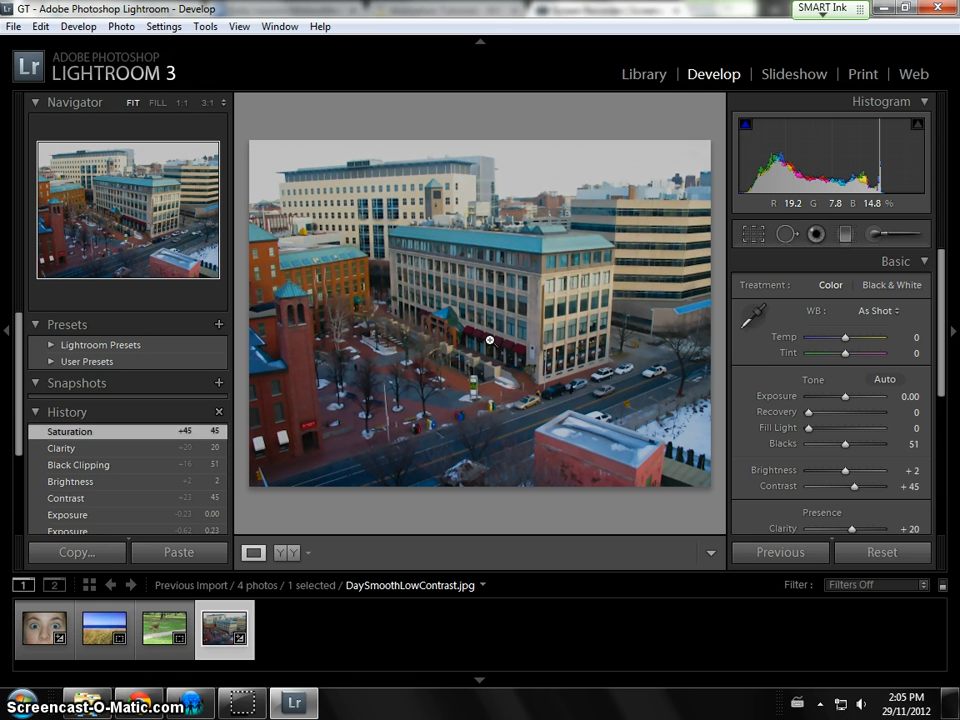 GT - Adobe Photoshop Lightroom - Develop
SMART Ink
File Edit Develop Photo Settings Tools View Window Help
Lr ADOBE PHOTOSHOP
LIGHTROOM 3
Library | Develop | Slideshow | Print | Web
Navigator FIT FILL 1:1 3:1
Histogram
R 19.2 G 7.8 B 14.8 %
Basic
Treatment : Color Black & White
WB : As Shot
Temp 0
Tint 0
Tone Auto
Exposure 0.00
Recovery 0
Fill Light 0
Blacks 51
Brightness + 2
Contrast + 45
Presence
Clarity + 20
Presets +
Lightroom Presets
User Presets
Snapshots +
History ×
Saturation +45 45
Clarity +20 20
Black Clipping +16 51
Brightness +2 2
Contrast +23 45
Exposure -0.23 0.00
Exposure -0.62 0.23
Copy... Paste
Previous Reset
1 2 Previous Import / 4 photos / 1 selected / DaySmoothLowContrast.jpg
Filter : Filters Off
Screencast-O-Matic.com
Lr
2:05 PM
29/11/2012